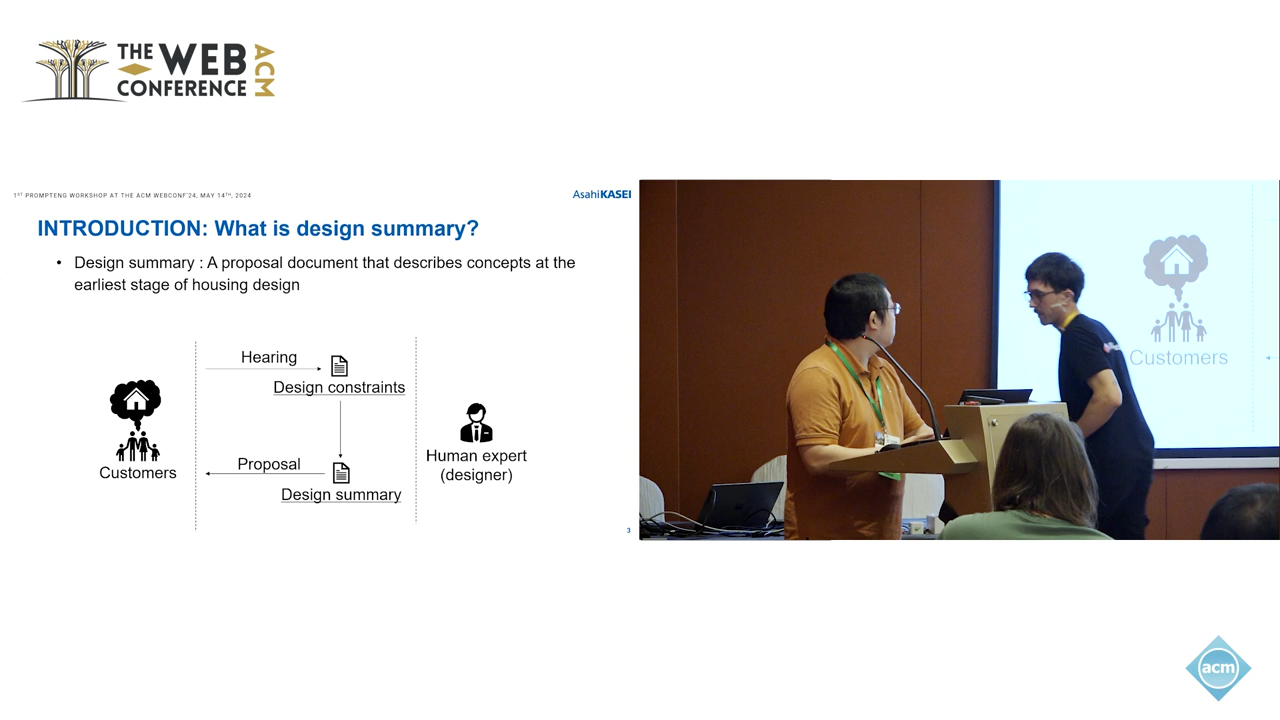 THE WEB
CONFERENCE
ACM
1ST PROMPTENG WORKSHOP AT THE ACM WEBCONF'24, MAY 14TH, 2024
AsahiKASEI
INTRODUCTION: What is design summary?
• Design summary : A proposal document that describes concepts at the
earliest stage of housing design
Hearing
Design constraints
Customers
Proposal
Design summary
Human expert
(designer)
3
Customers
acm